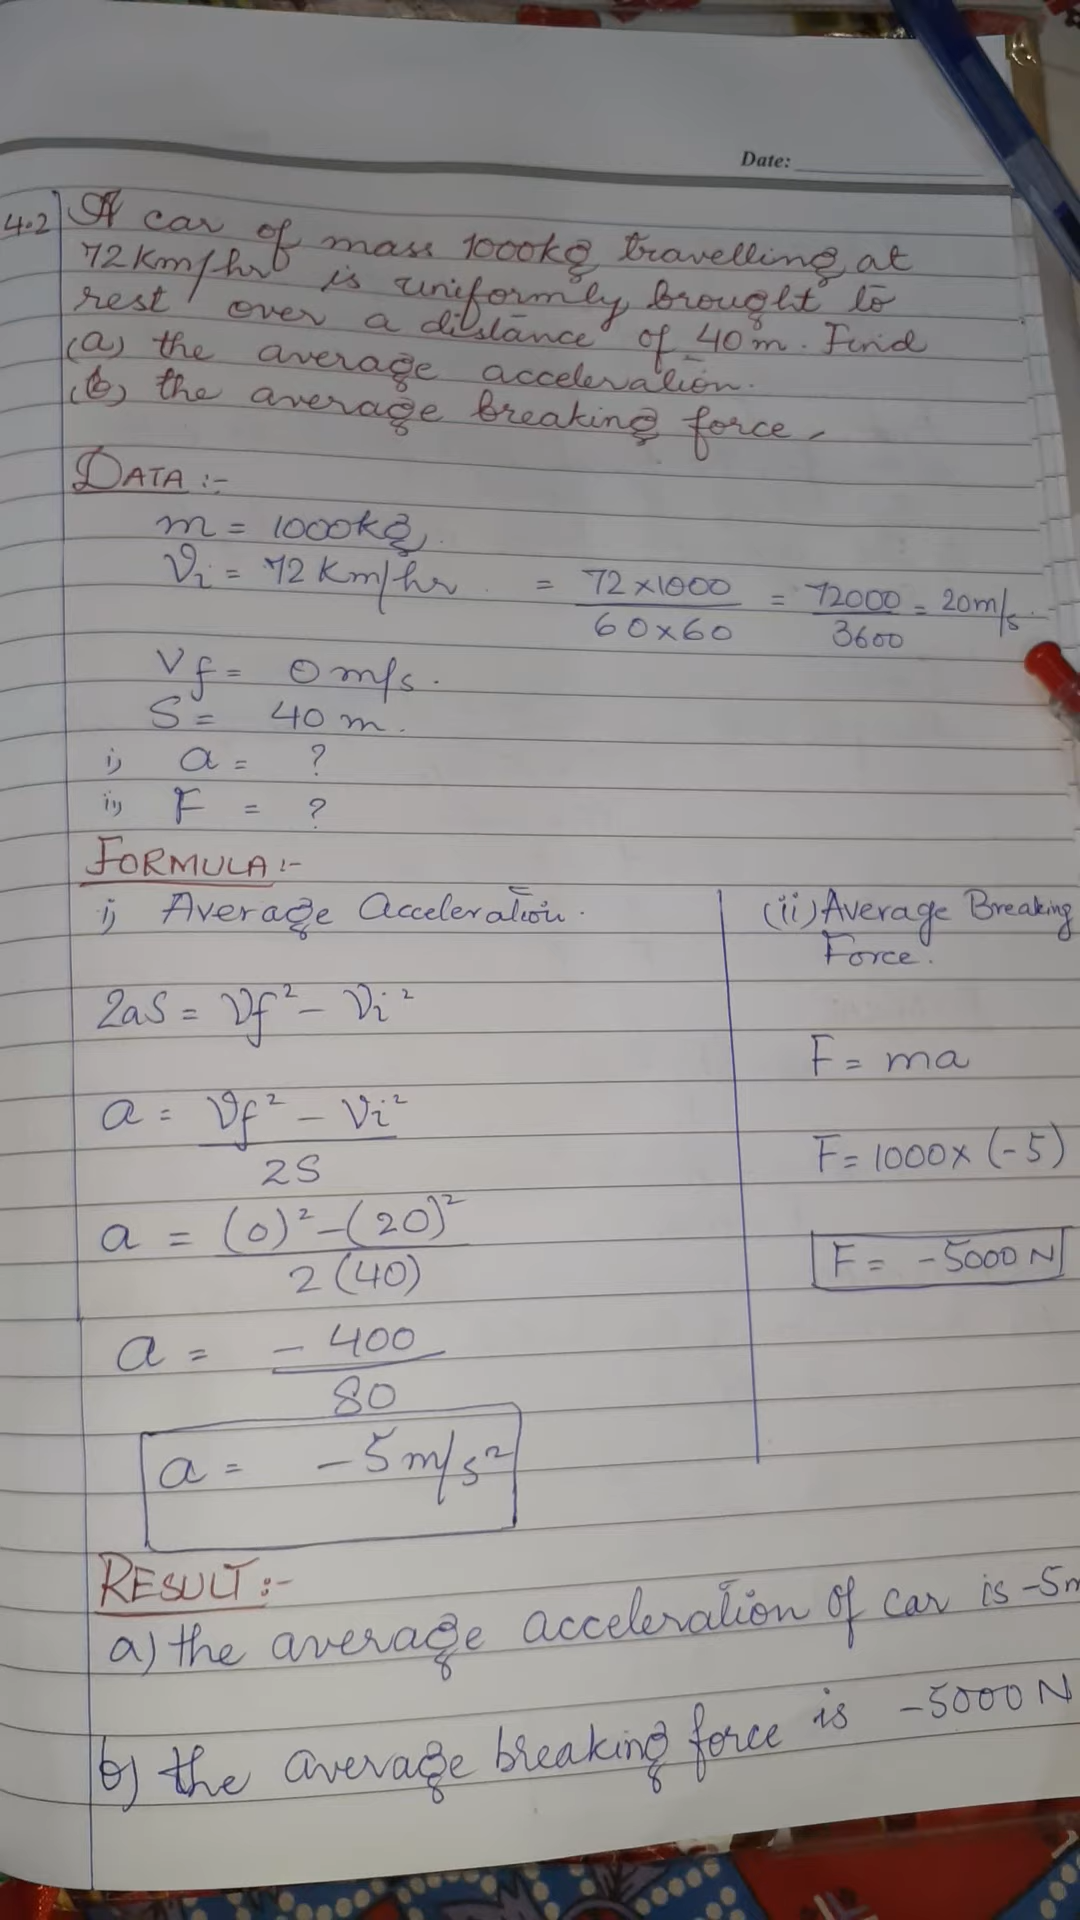 Date:
4.2 A car of mass 1000kg travelling at
72 Km/hr is uniformly brought to
rest over a distance of 40 m. Find
(a) the average acceleration.
(b) the average breaking force.
DATA :-
m = 1000kg.
Vi = 72 Km/hr = 72 x 1000 / 60 x 60 = 72000 / 3600 = 20m/s.
Vf = 0 m/s.
S = 40 m.
i) a = ?
ii) F = ?
FORMULA :-
i) Average Acceleration.
2aS = Vf² - Vi²
a = Vf² - Vi² / 2S
a = (0)² - (20)² / 2 (40)
a = - 400 / 80
a = - 5 m/s²
(ii) Average Breaking
Force.
F = ma
F = 1000 x (-5)
F = - 5000 N
RESULT :-
a) the average acceleration of car is -5m
b) the average breaking force is -5000 N